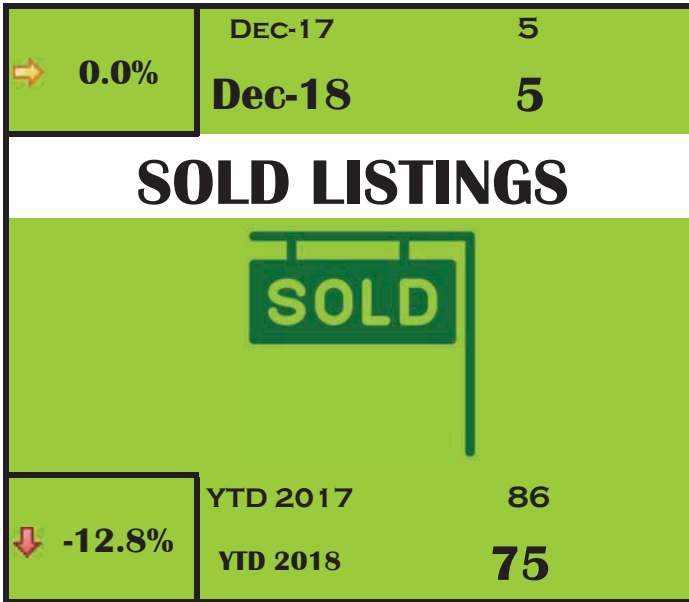 0.0%
DEC-17 5
Dec-18 5
SOLD LISTINGS
SOLD
-12.8%
YTD 2017 86
YTD 2018 75